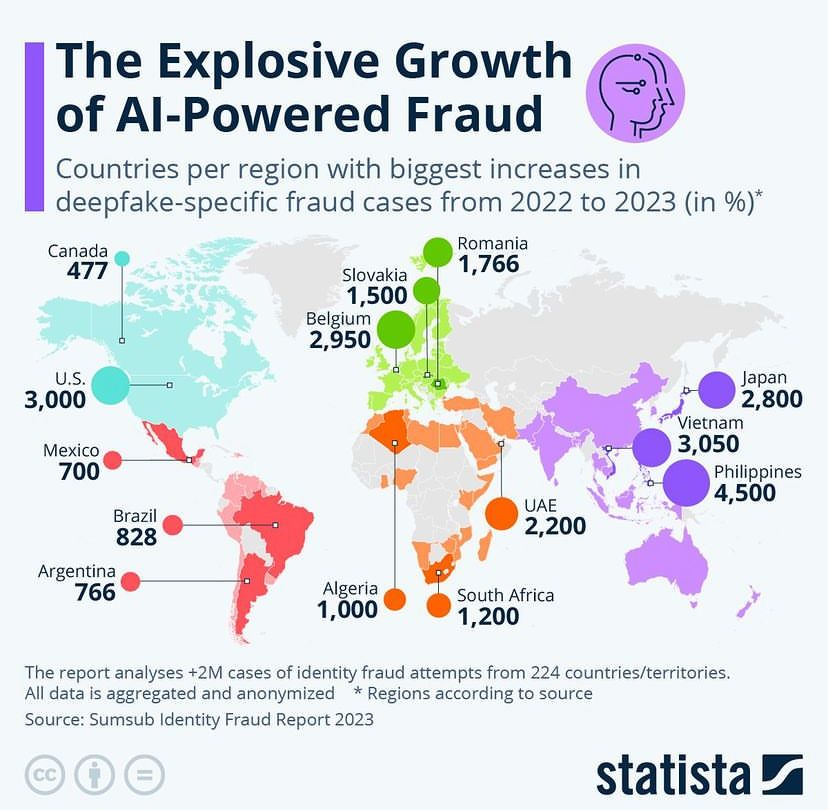 The Explosive Growth
of AI-Powered Fraud
Countries per region with biggest increases in
deepfake-specific fraud cases from 2022 to 2023 (in %)*
Canada
477
U.S.
3,000
Mexico
700
Brazil
828
Argentina
766
Romania
1,766
Slovakia
1,500
Belgium
2,950
Algeria
1,000
South Africa
1,200
UAE
2,200
Japan
2,800
Vietnam
3,050
Philippines
4,500
The report analyses +2M cases of identity fraud attempts from 224 countries/territories.
All data is aggregated and anonymized * Regions according to source
Source: Sumsub Identity Fraud Report 2023
cc
statista